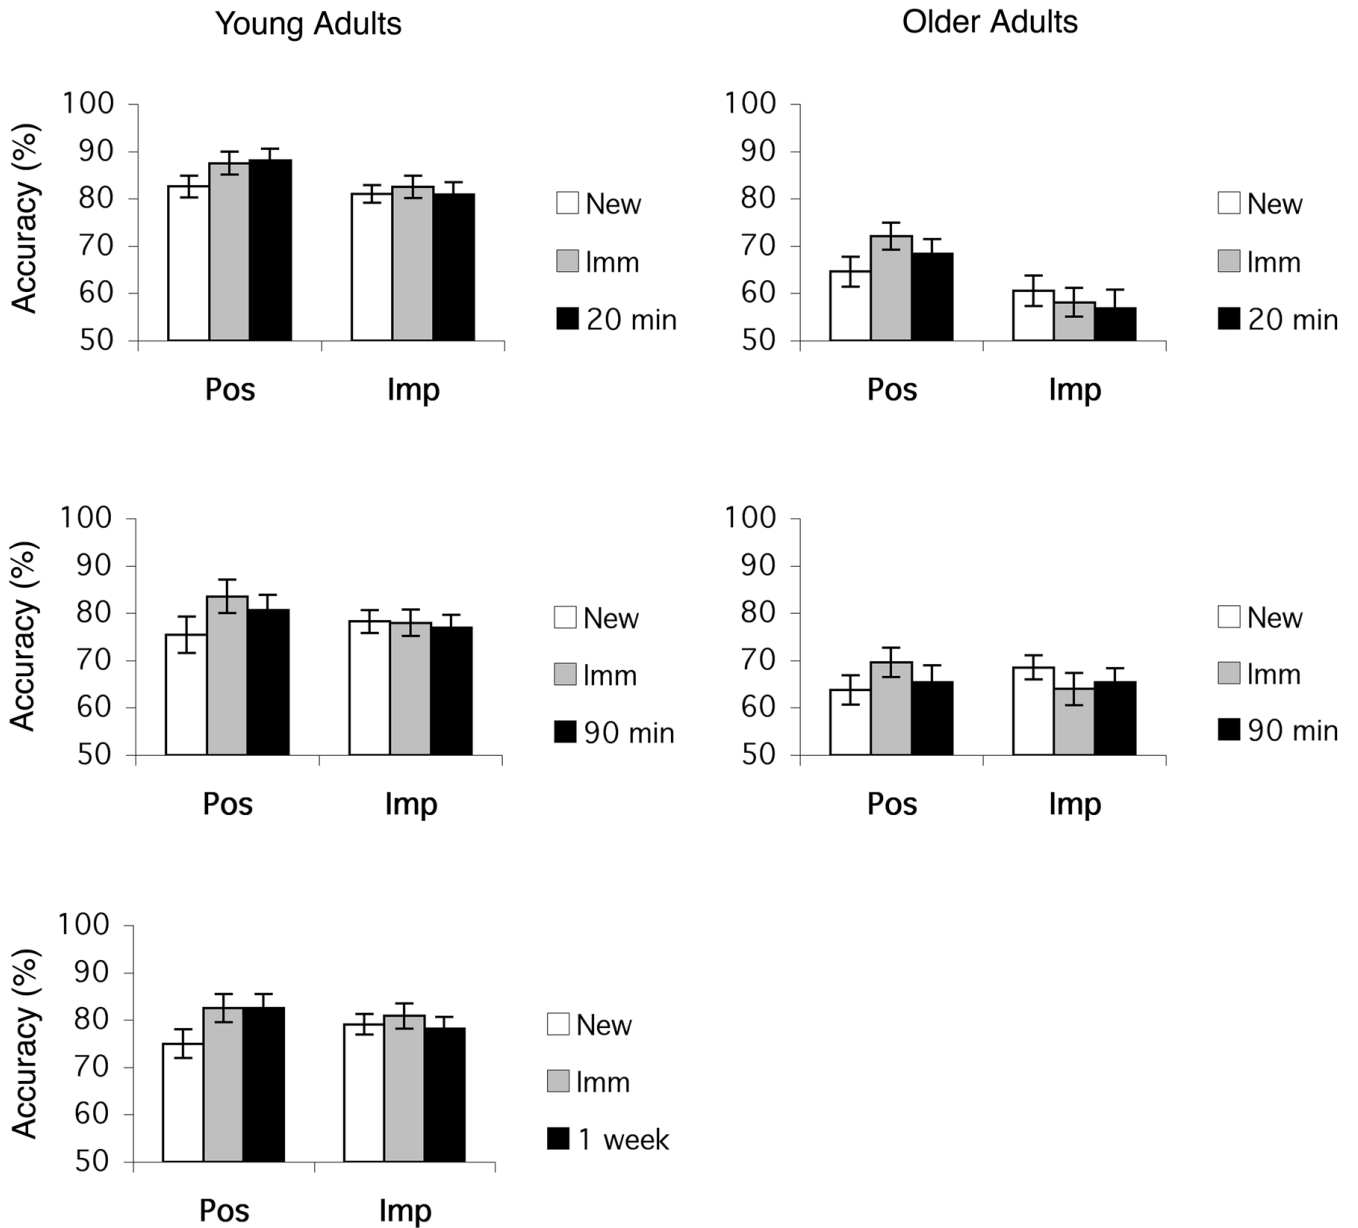 Young Adults
Older Adults
Accuracy (%)
100
90
80
70
60
50
Pos
Imp
New
Imm
20 min
100
90
80
70
60
50
Pos
Imp
New
Imm
20 min
Accuracy (%)
100
90
80
70
60
50
Pos
Imp
New
Imm
90 min
100
90
80
70
60
50
Pos
Imp
New
Imm
90 min
Accuracy (%)
100
90
80
70
60
50
Pos
Imp
New
Imm
1 week